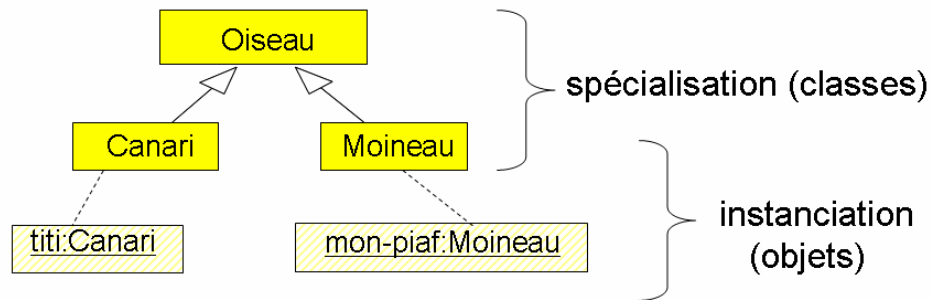 Oiseau
spécialisation (classes)
Canari
Moineau
titi:Canari
mon-piaf:Moineau
instanciation
(objets)